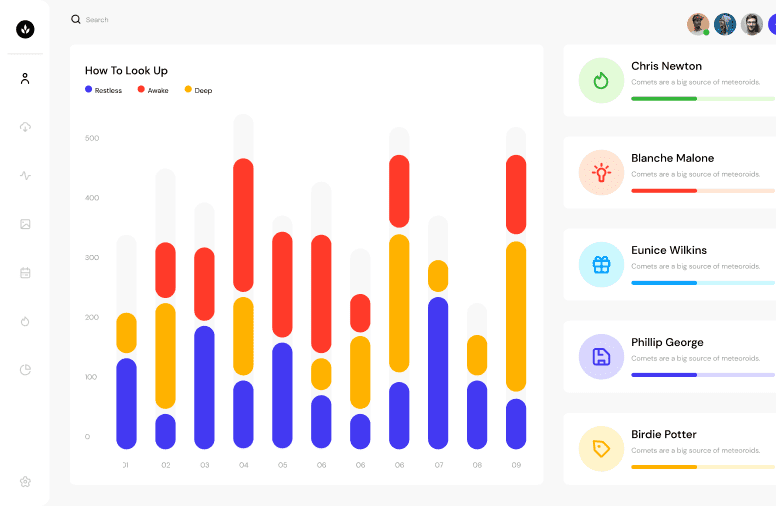 Search
How To Look Up
Restless Awake Deep
500
400
300
200
100
0
01 02 03 04 05 06 06 06 07 08 09
Chris Newton
Comets are a big source of meteoroids.
Blanche Malone
Comets are a big source of meteoroids.
Eunice Wilkins
Comets are a big source of meteoroids.
Phillip George
Comets are a big source of meteoroids.
Birdie Potter
Comets are a big source of meteoroids.